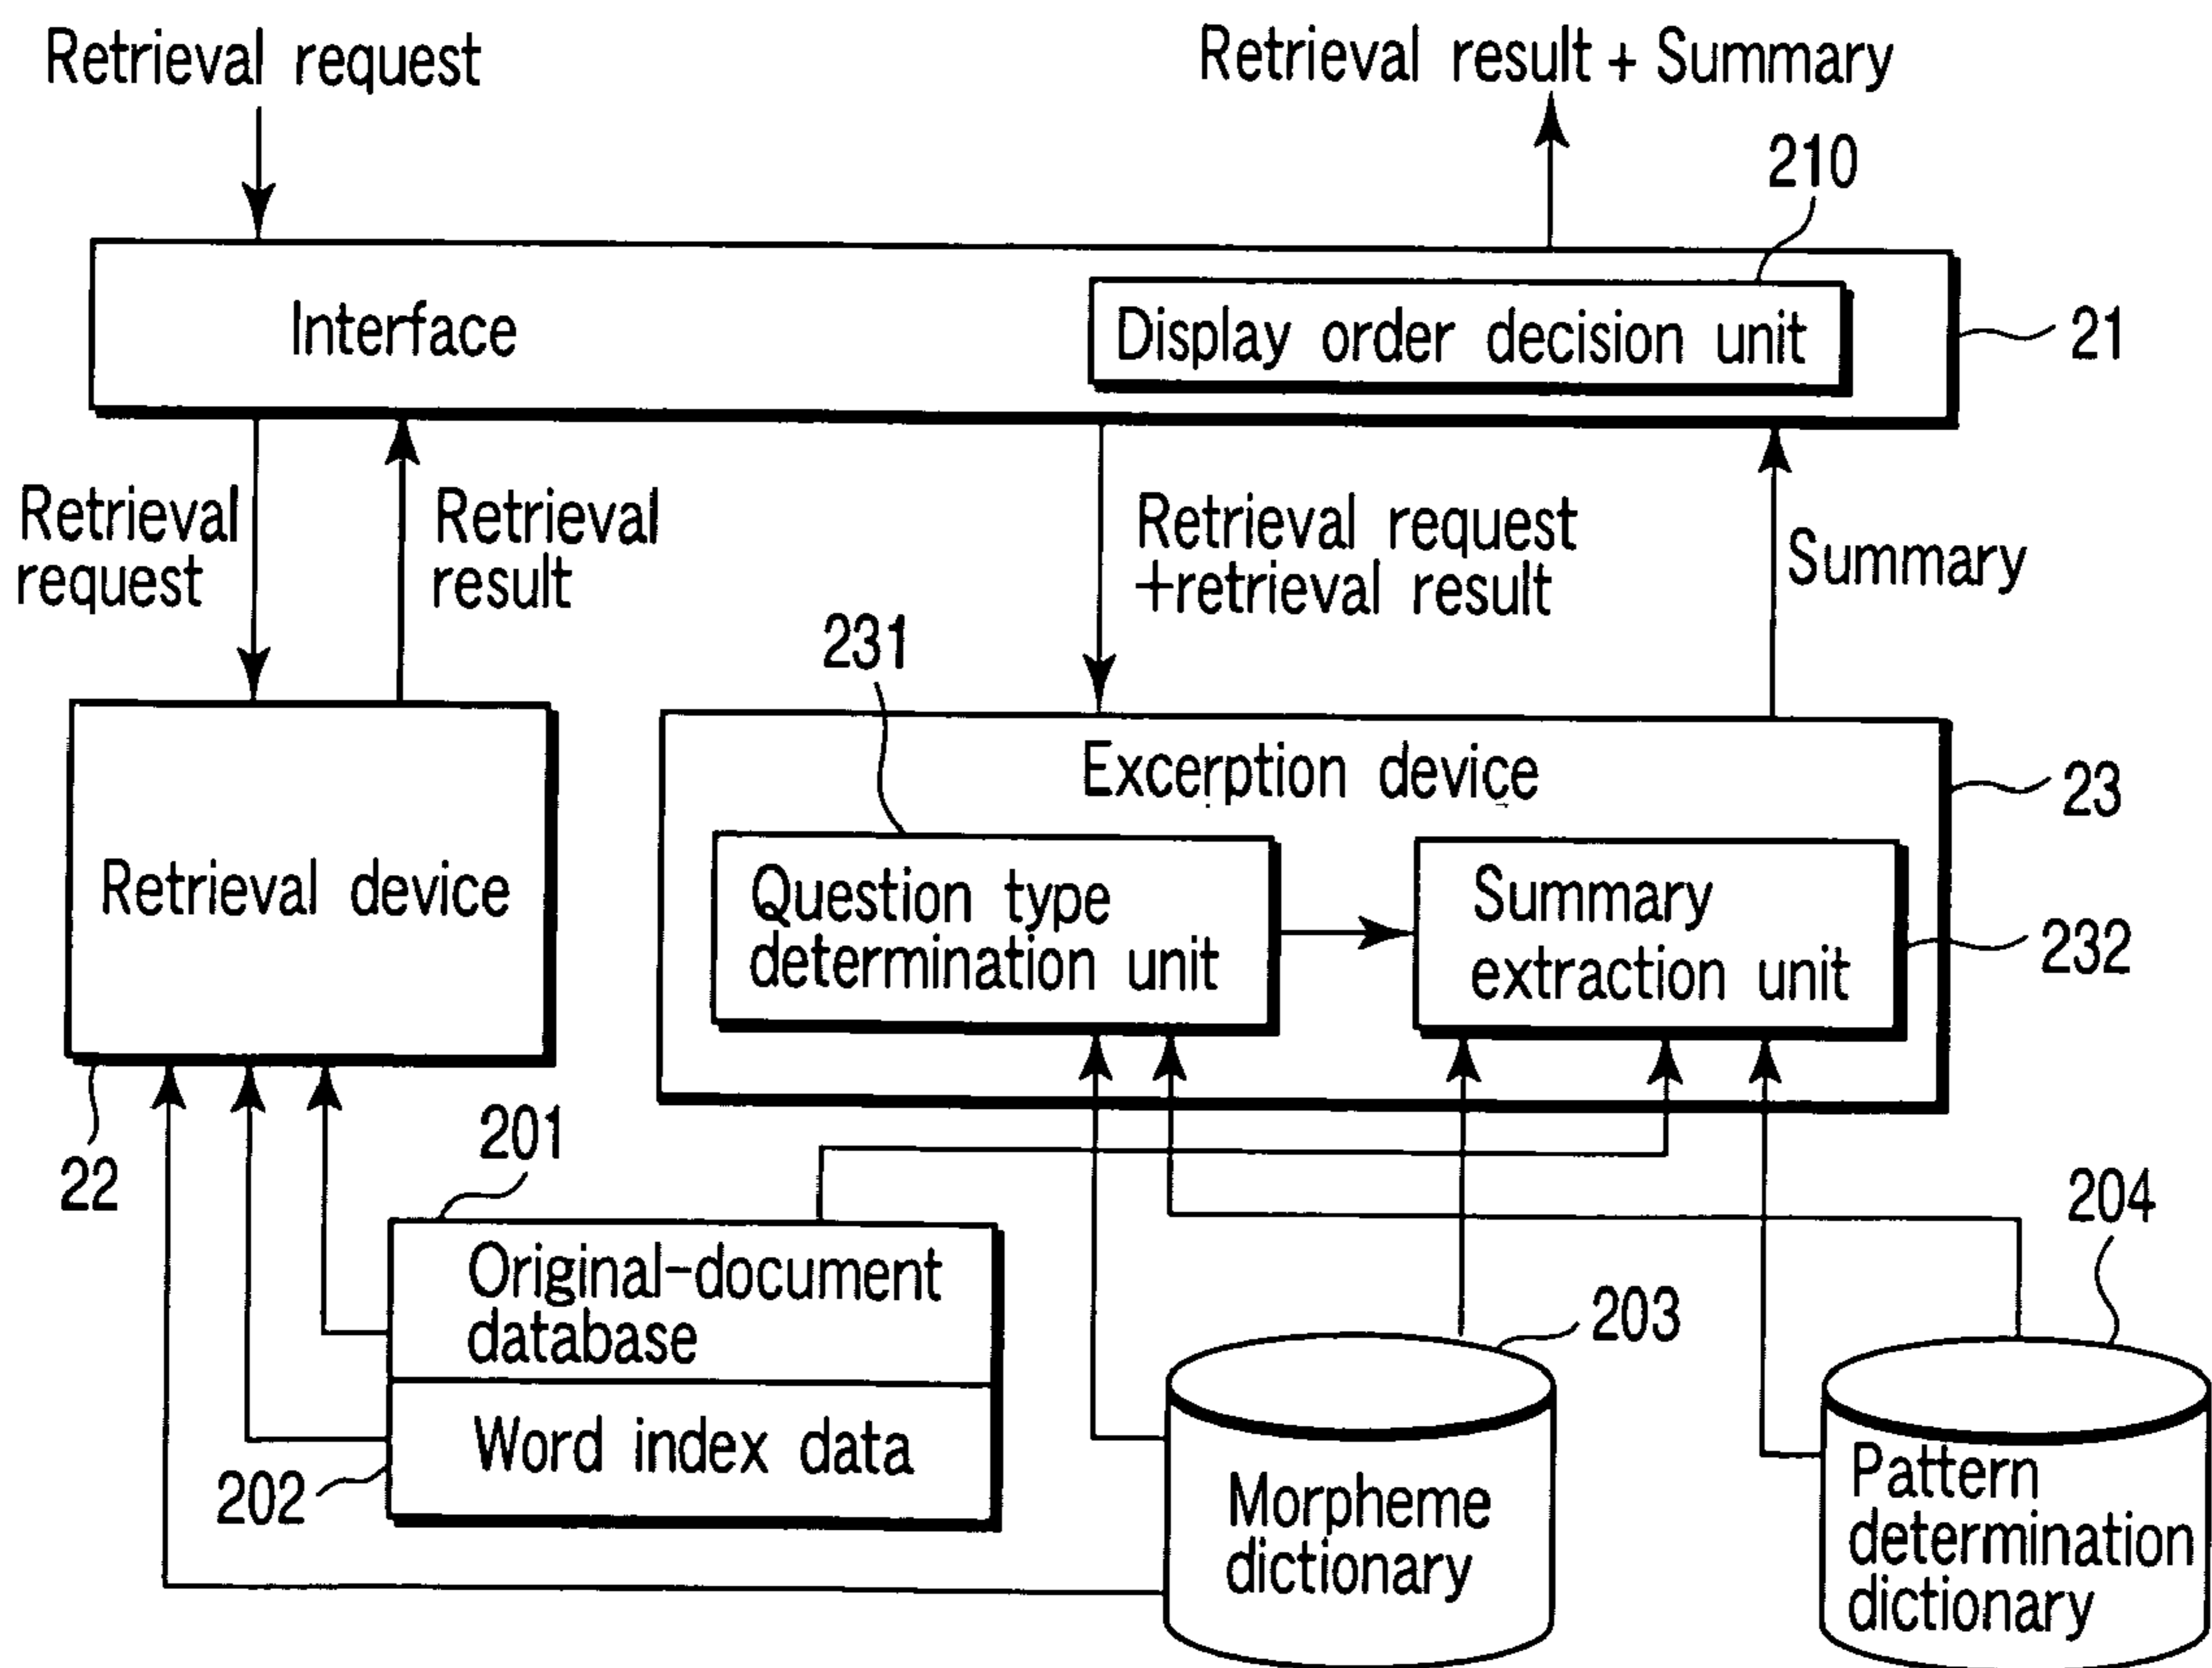 Retrieval request
Retrieval result + Summary
210
Interface
Display order decision unit
21
Retrieval
request
Retrieval
result
Retrieval request
+retrieval result
Summary
231
Excerption device
23
Retrieval device
Question type
determination unit
Summary
extraction unit
232
22
201
204
Original-document
database
203
Word index data
202
Morpheme
dictionary
Pattern
determination
dictionary